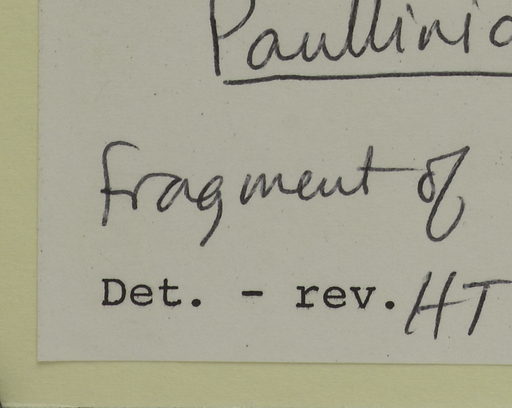 Paullinia
fragment of
Det. - rev. HT